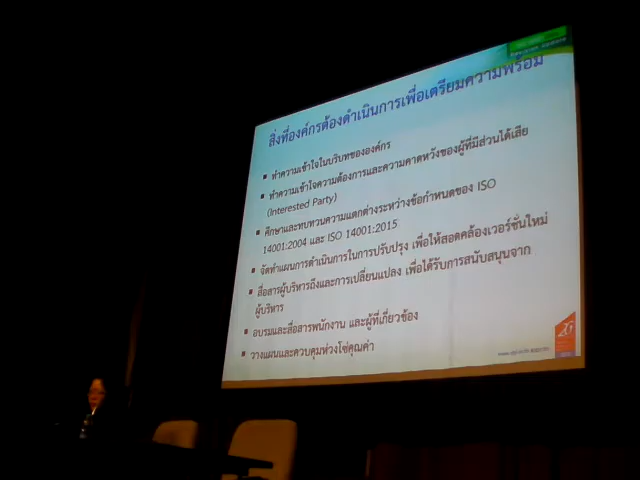 สิ่งที่องค์กรต้องดำเนินการเพื่อเตรียมความพร้อม
▪ ทำความเข้าใจในบริบทขององค์กร
▪ ทำความเข้าใจความต้องการและความคาดหวังของผู้ที่มีส่วนได้เสีย
(Interested Party)
▪ ศึกษาและทบทวนความแตกต่างระหว่างข้อกำหนดของ ISO
14001:2004 และ ISO 14001:2015
▪ จัดทำแผนการดำเนินการในการปรับปรุง เพื่อให้สอดคล้องเวอร์ชั่นใหม่
▪ สื่อสารผู้บริหารถึงและการเปลี่ยนแปลง เพื่อได้รับการสนับสนุนจาก
ผู้บริหาร
▪ อบรมและสื่อสารพนักงาน และผู้ที่เกี่ยวข้อง
▪ วางแผนและควบคุมห่วงโซ่คุณค่า